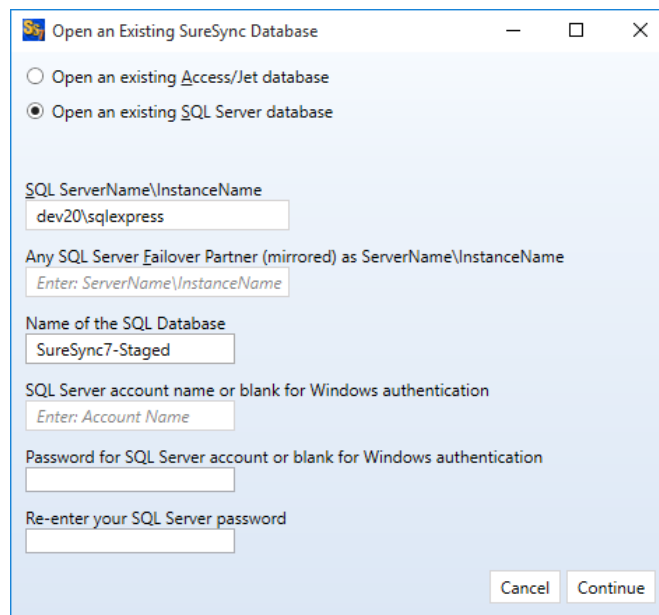 SS7 Open an Existing SureSync Database
Open an existing Access/Jet database
Open an existing SQL Server database
SQL ServerName\InstanceName
dev20\sqlexpress
Any SQL Server Failover Partner (mirrored) as ServerName\InstanceName
Enter: ServerName\InstanceName
Name of the SQL Database
SureSync7-Staged
SQL Server account name or blank for Windows authentication
Enter: Account Name
Password for SQL Server account or blank for Windows authentication
Re-enter your SQL Server password
Cancel Continue